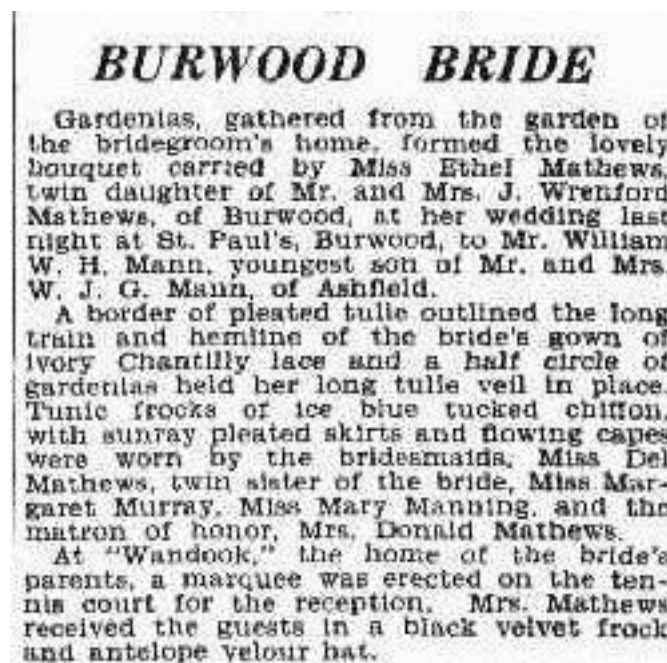 BURWOOD BRIDE
Gardenias, gathered from the garden of
the bridegroom's home, formed the lovely
bouquet carried by Miss Ethel Mathews,
twin daughter of Mr. and Mrs. J. Wrenford
Mathews, of Burwood, at her wedding last
night at St. Paul's, Burwood, to Mr. William
W. H. Mann, youngest son of Mr. and Mrs.
W. J. G. Mann, of Ashfield.
A border of pleated tulle outlined the long
train and hemline of the bride's gown of
ivory Chantilly lace and a half circle of
gardenias held her long tulle veil in place.
Tunic frocks of ice blue tucked chiffon,
with sunray pleated skirts and flowing capes
were worn by the bridesmaids, Miss Del
Mathews, twin sister of the bride, Miss Mar-
garet Murray, Miss Mary Manning, and the
matron of honor, Mrs. Donald Mathews.
At "Wandook," the home of the bride's
parents, a marquee was erected on the ten-
nis court for the reception. Mrs. Mathews
received the guests in a black velvet frock
and antelope velour hat.